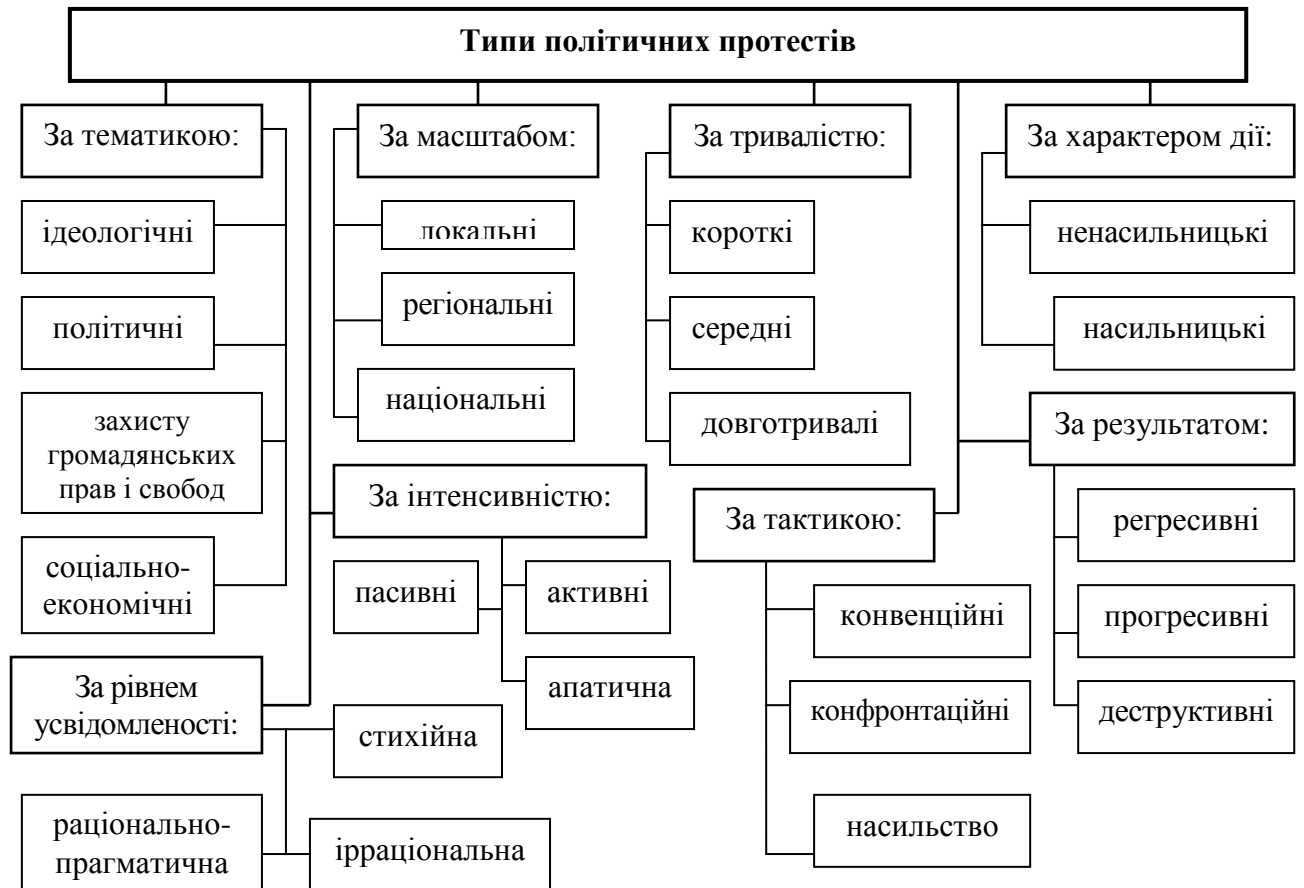 Типи політичних протестів
За тематикою:
ідеологічні
політичні
захисту
громадянських
прав і свобод
соціально-
економічні
За масштабом:
локальні
регіональні
національні
За тривалістю:
короткі
середні
довготривалі
За характером дії:
ненасильницькі
насильницькі
За результатом:
регресивні
прогресивні
деструктивні
За інтенсивністю:
пасивні
активні
апатична
За тактикою:
конвенційні
конфронтаційні
насильство
За рівнем
усвідомленості:
стихійна
раціонально-
прагматична
ірраціональна